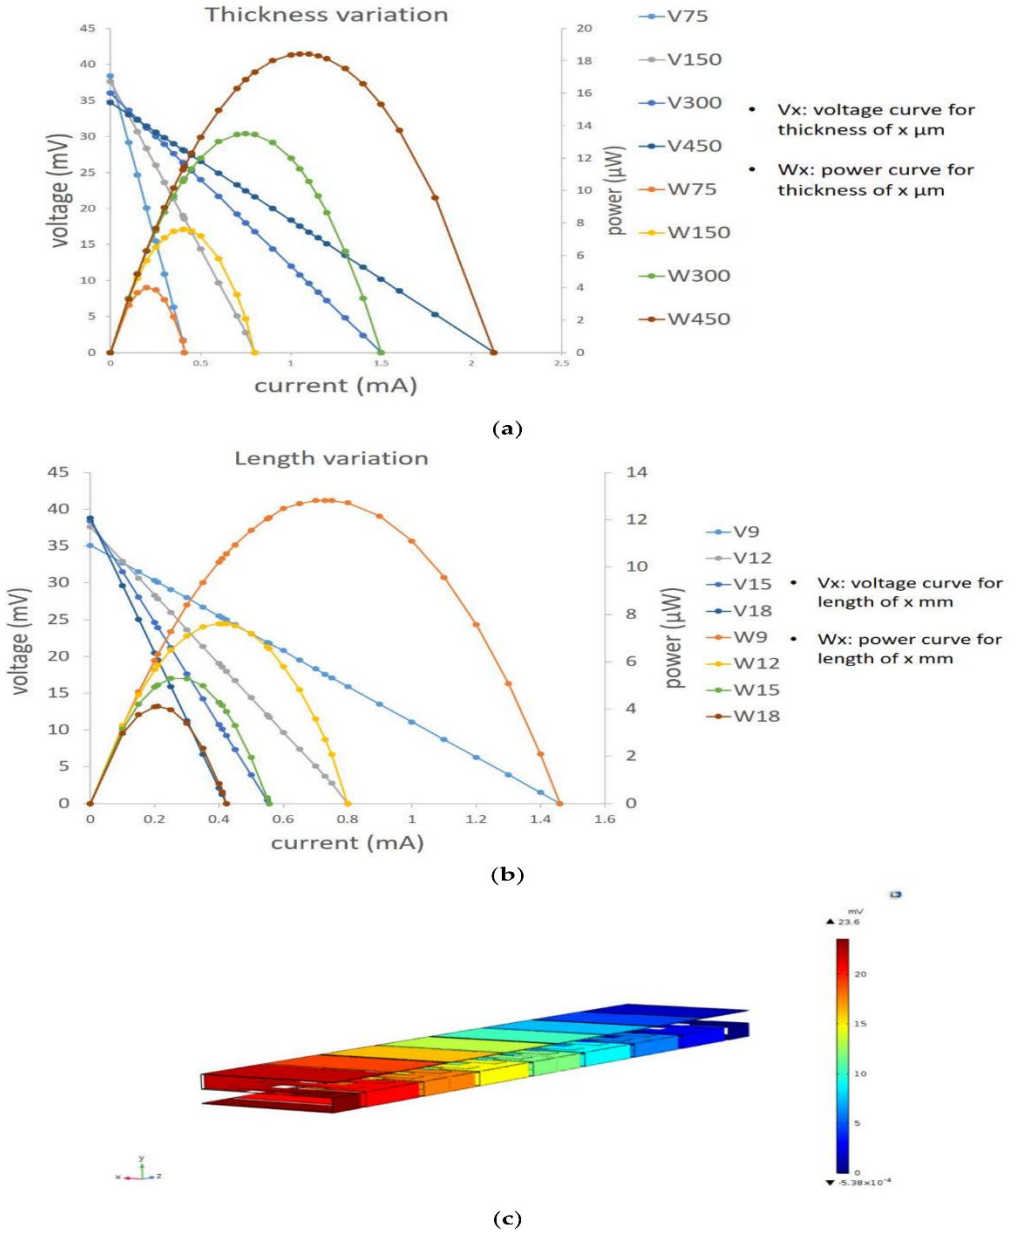 Thickness variation
45
40
35
30
25
20
15
10
5
0
voltage (mV)
20
18
16
14
12
10
8
6
4
2
0
power (μW)
0
0.5
1
1.5
2
2.5
current (mA)
V75
V150
V300
V450
W75
W150
W300
W450
• Vx: voltage curve for
thickness of x μm
• Wx: power curve for
thickness of x μm
(a)
Length variation
45
40
35
30
25
20
15
10
5
0
voltage (mV)
14
12
10
8
6
4
2
0
power (μW)
0
0.2
0.4
0.6
0.8
1
1.2
1.4
1.6
current (mA)
V9
V12
V15
V18
W9
W12
W15
W18
• Vx: voltage curve for
length of x mm
• Wx: power curve for
length of x mm
(b)
mV
▲ 23.6
20
15
10
5
0
▼ -5.38×10⁻⁴
y
x
z
(c)